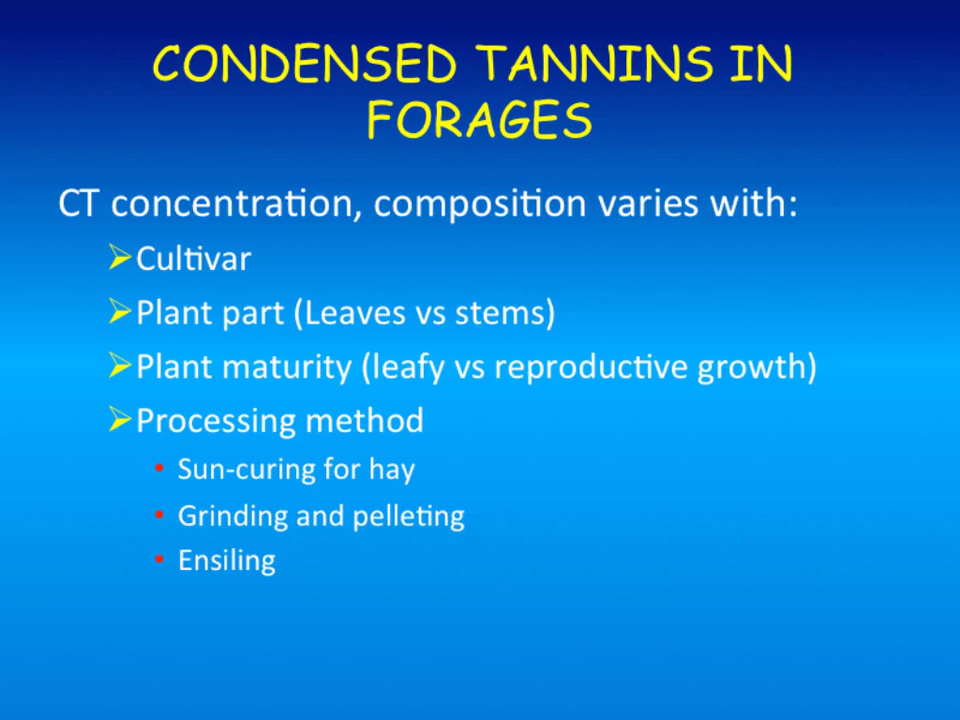 CONDENSED TANNINS IN
FORAGES
CT concentration, composition varies with:
➢Cultivar
➢Plant part (Leaves vs stems)
➢Plant maturity (leafy vs reproductive growth)
➢Processing method
• Sun-curing for hay
• Grinding and pelleting
• Ensiling